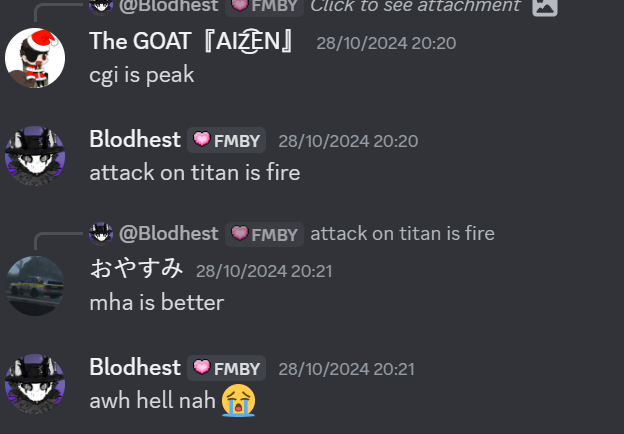 @Blodhest FMBY Click to see attachment
The GOAT『AIZEN』 28/10/2024 20:20
cgi is peak
Blodhest FMBY 28/10/2024 20:20
attack on titan is fire
@Blodhest FMBY attack on titan is fire
おやすみ 28/10/2024 20:21
mha is better
Blodhest FMBY 28/10/2024 20:21
awh hell nah 😭